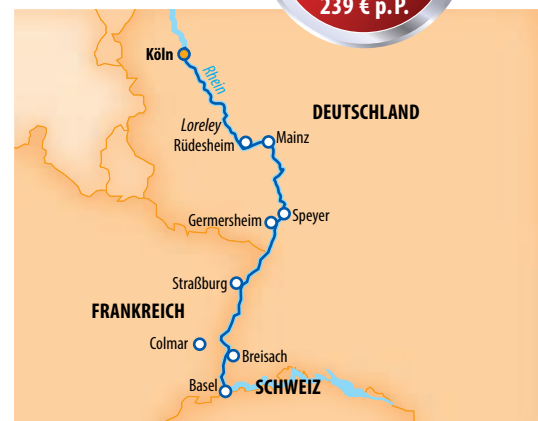 239 € p. P.
Köln
Rhein
DEUTSCHLAND
Loreley
Rüdesheim
Mainz
Speyer
Germersheim
Straßburg
FRANKREICH
Colmar
Breisach
Basel
SCHWEIZ